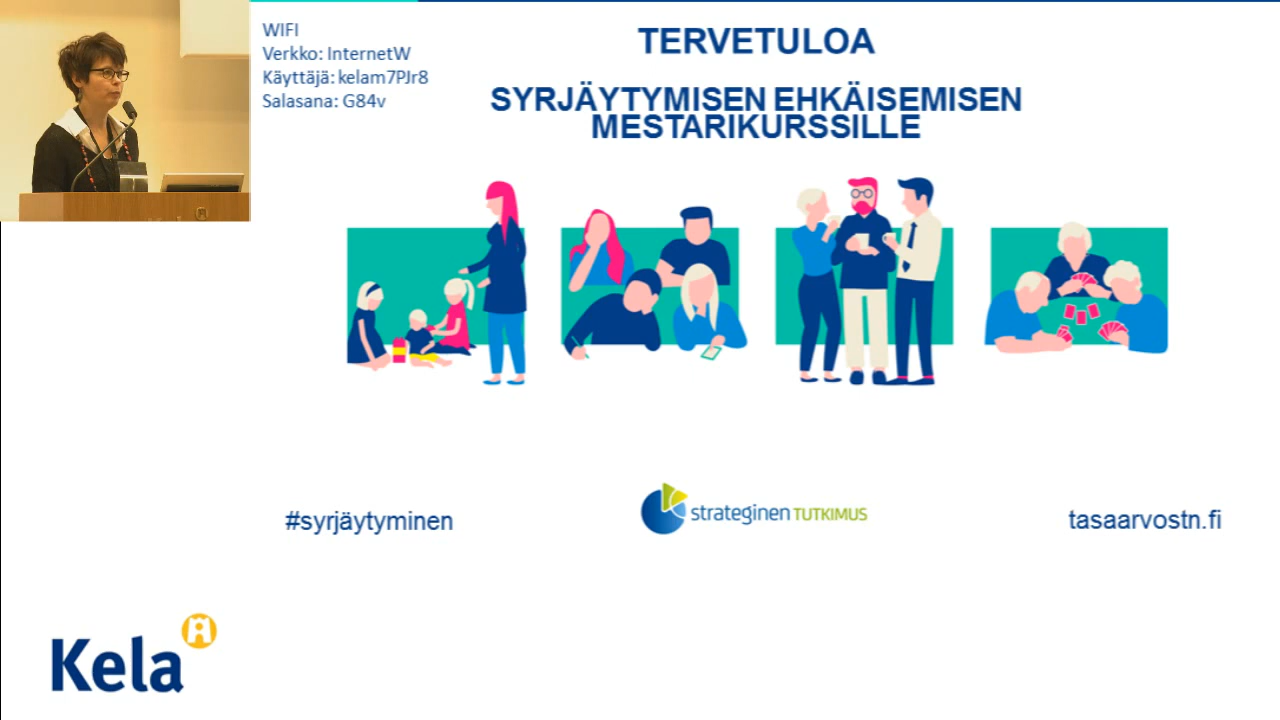 WIFI
Verkko: InternetW
Käyttäjä: kelam7PJr8
Salasana: G84v
TERVETULOA
SYRJÄYTYMISEN EHKÄISEMISEN
MESTARIKURSSILLE
#syrjäytyminen
strateginen TUTKIMUS
tasaarvostn.fi
Kela